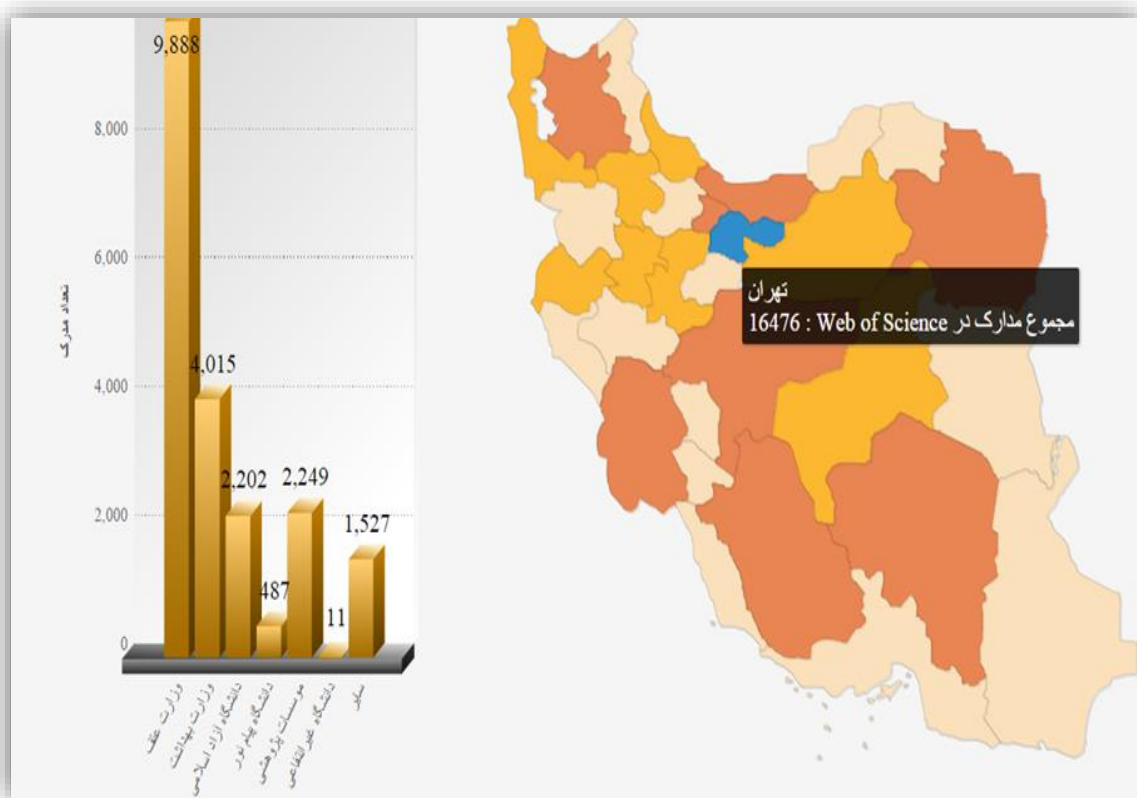 9,888
8,000
6,000
تعداد مدرک
4,015
4,000
2,202
2,249
2,000
1,527
487
11
0
وزارت عتف
وزارت بهداشت
دانشگاه آزاد اسلامی
دانشگاه پیام نور
موسسات پژوهشی
دانشگاه غیر انتفاعی
سایر
تهران
مجموع مدارک در Web of Science : 16476